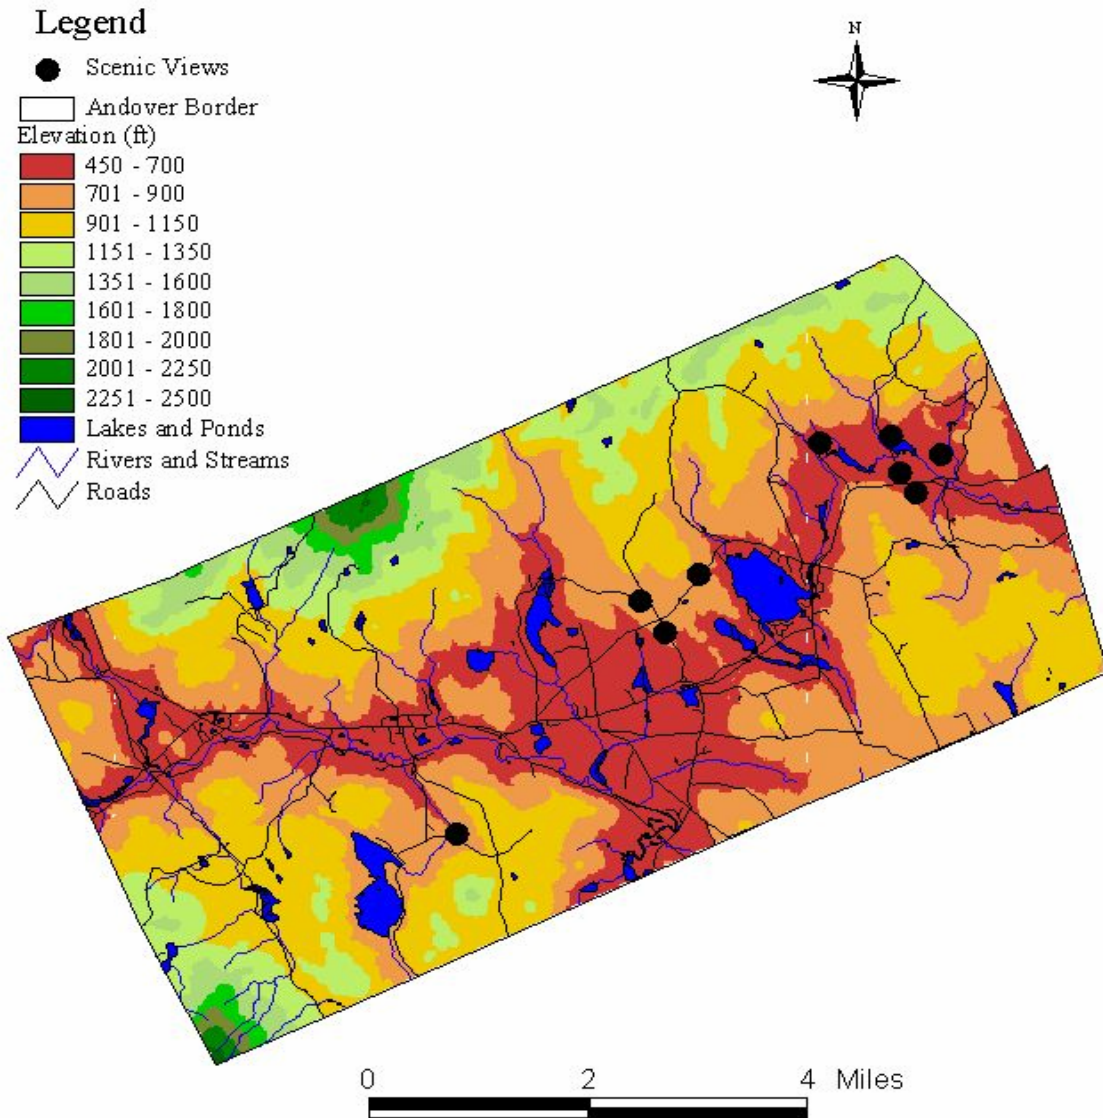 Legend
N
Scenic Views
Andover Border
Elevation (ft)
450 - 700
701 - 900
901 - 1150
1151 - 1350
1351 - 1600
1601 - 1800
1801 - 2000
2001 - 2250
2251 - 2500
Lakes and Ponds
Rivers and Streams
Roads
0 2 4 Miles